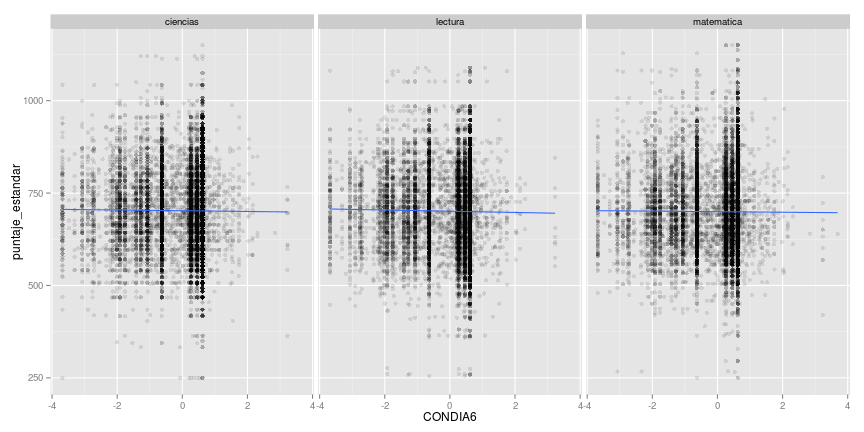 ciencias lectura matematica
puntaje_estandar
1000
750
500
250
-4 -2 0 2 4 -4 -2 0 2 4 -4 -2 0 2 4
CONDIA6